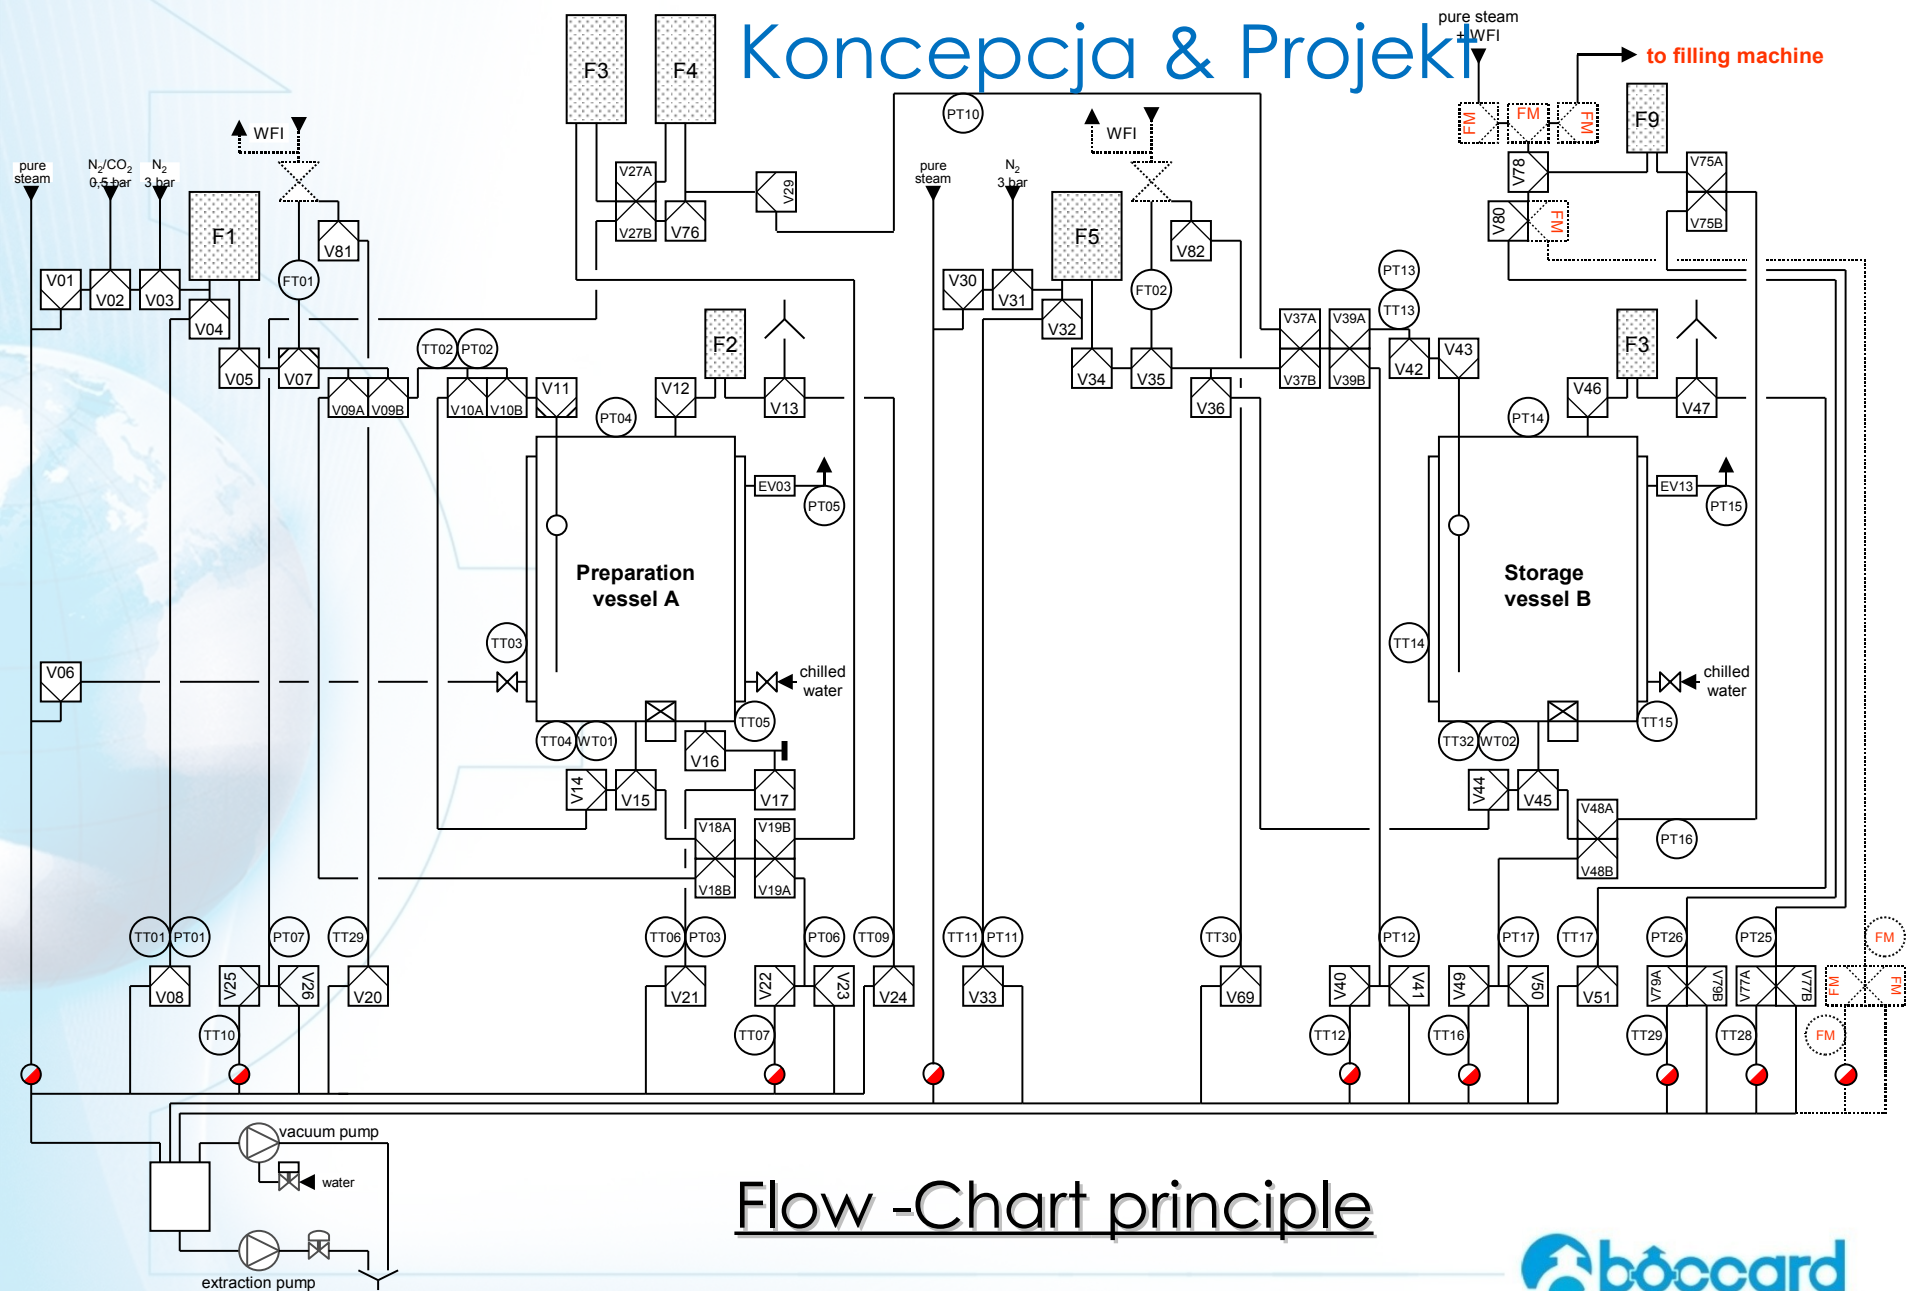 Koncepcja & Projekt
pure steam
+ WFI
to filling machine
F3
F4
PT10
FM
FM
FM
F9
WFI
WFI
pure
steam
N2/CO2
0,5 bar
N2
3 bar
V27A
V27B
V76
V29
pure
steam
N2
3 bar
V78
V75A
V75B
V80
FM
F1
V81
F5
V82
V01
V02
V03
V04
FT01
V30
V31
V32
FT02
PT13
TT13
V05
V07
TT02
PT02
F2
V34
V35
V37A
V39A
V37B
V39B
V42
V43
F3
V09A
V09B
V10A
V10B
V11
V12
V13
V36
V46
V47
PT04
PT14
EV03
PT05
EV13
PT15
Preparation
vessel A
Storage
vessel B
TT03
TT14
V06
chilled
water
chilled
water
TT04
WT01
TT05
TT32
WT02
TT15
V16
V14
V15
V17
V44
V45
V18A
V19B
V18B
V19A
V48A
V48B
PT16
TT01
PT01
PT07
TT29
TT06
PT03
PT06
TT09
TT11
PT11
TT30
PT12
PT17
TT17
PT26
PT25
FM
V08
V25
V26
V20
V21
V22
V23
V24
V33
V69
V40
V41
V49
V50
V51
V79A
V79B
V77A
V77B
FM
FM
TT10
TT07
TT12
TT16
TT29
TT28
FM
vacuum pump
water
extraction pump
Flow -Chart principle
boccard